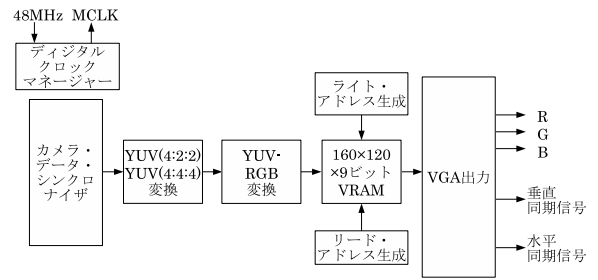 48MHz MCLK
ディジタル
クロック
マネージャー
カメラ・
データ・
シンクロ
ナイザ
YUV(4:2:2)
YUV(4:4:4)
変換
YUV-
RGB
変換
ライト・
アドレス生成
160×120
×9ビット
VRAM
リード・
アドレス生成
VGA出力
R
G
B
垂直
同期信号
水平
同期信号